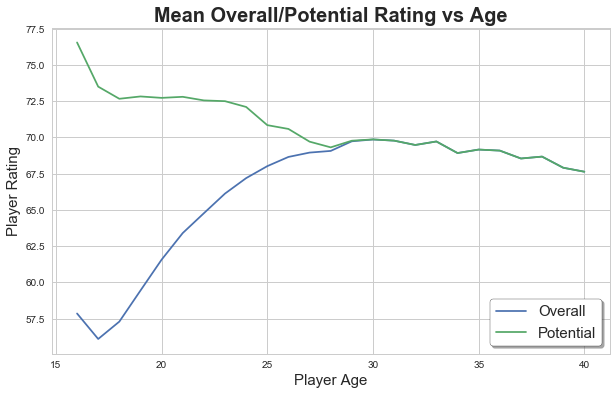 Mean Overall/Potential Rating vs Age
77.5
75.0
72.5
70.0
67.5
65.0
62.5
60.0
57.5
Player Rating
15 20 25 30 35 40
Player Age
Overall
Potential